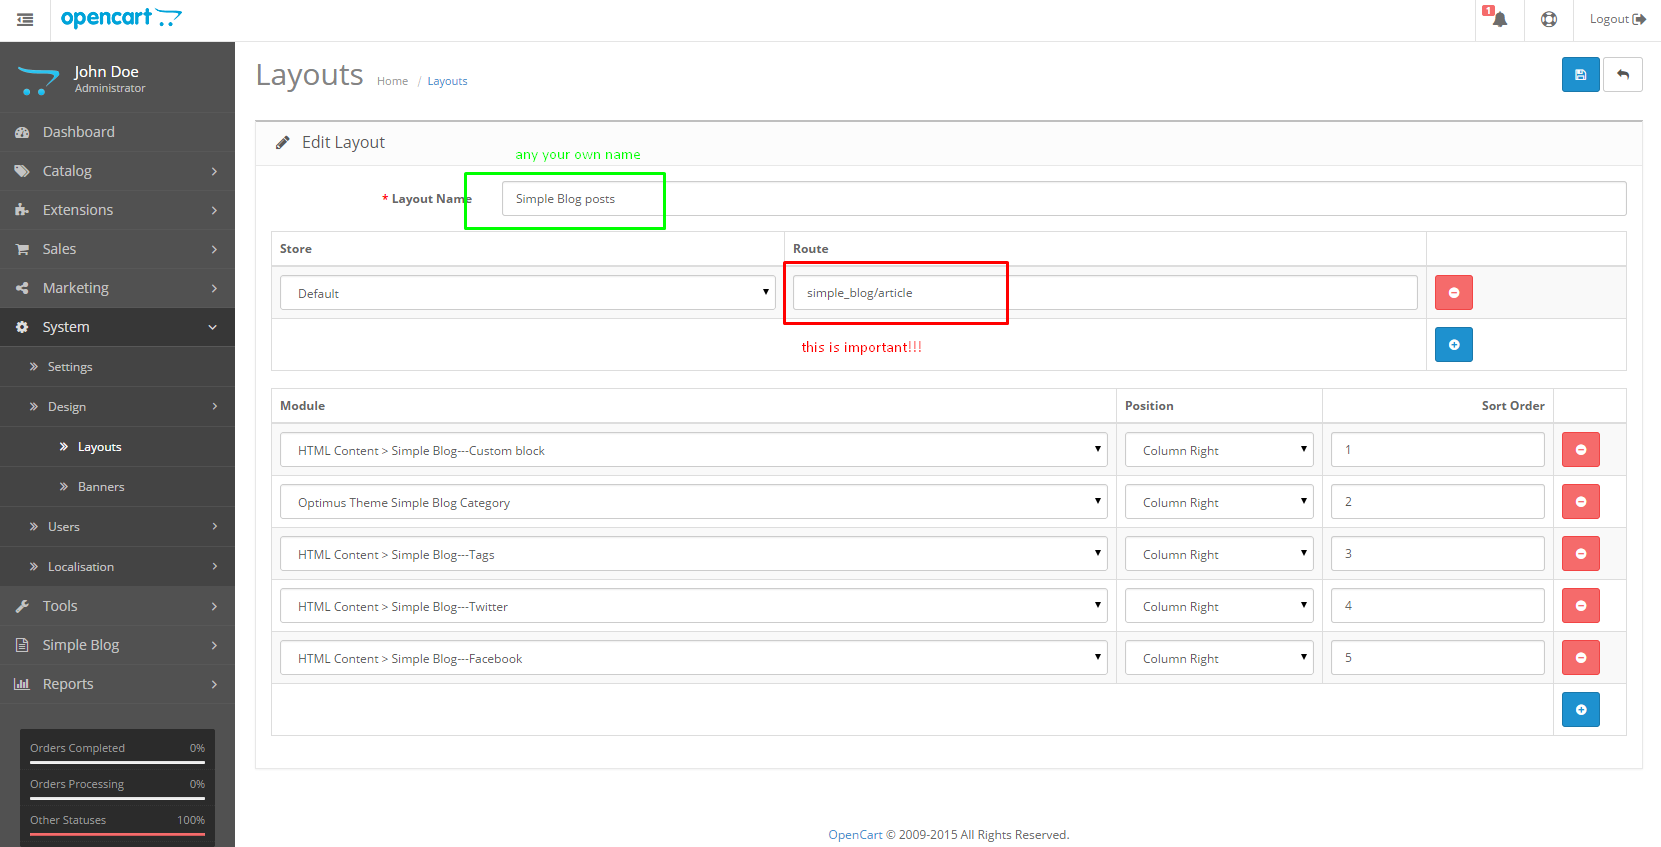 opencart
1
Logout
John Doe
Administrator
Dashboard
Catalog
Extensions
Sales
Marketing
System
Settings
Design
Layouts
Banners
Users
Localisation
Tools
Simple Blog
Reports
Orders Completed 0%
Orders Processing 0%
Other Statuses 100%
Layouts Home / Layouts
Edit Layout
any your own name
* Layout Name Simple Blog posts
Store Route
Default simple_blog/article
this is important!!!
Module Position Sort Order
HTML Content > Simple Blog---Custom block Column Right 1
Optimus Theme Simple Blog Category Column Right 2
HTML Content > Simple Blog---Tags Column Right 3
HTML Content > Simple Blog---Twitter Column Right 4
HTML Content > Simple Blog---Facebook Column Right 5
OpenCart © 2009-2015 All Rights Reserved.